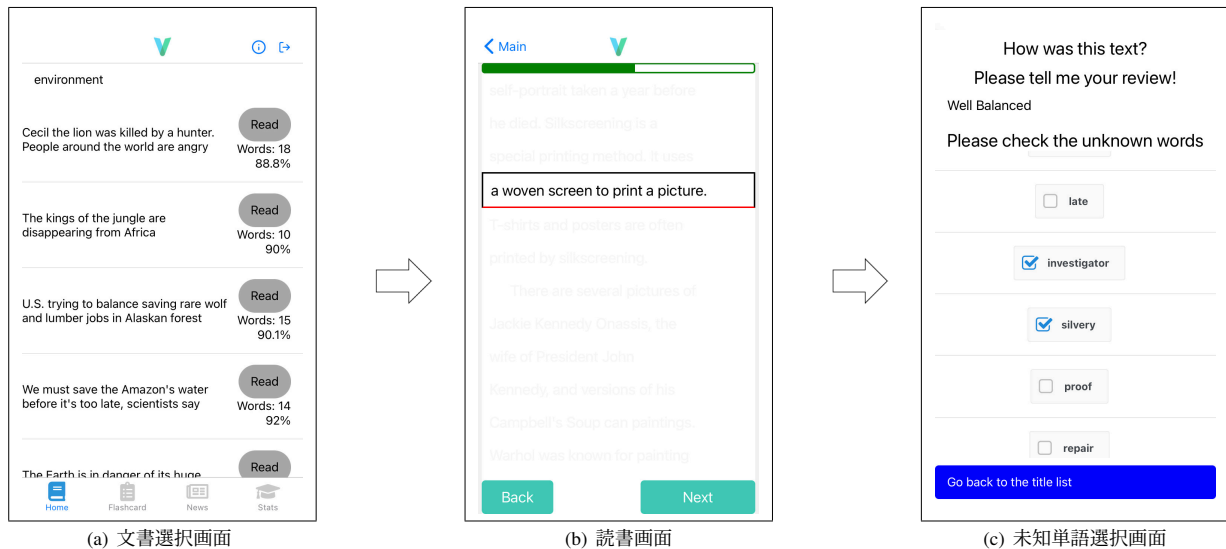 environment
Cecil the lion was killed by a hunter.
People around the world are angry
Read
Words: 18
88.8%
The kings of the jungle are
disappearing from Africa
Read
Words: 10
90%
U.S. trying to balance saving rare wolf
and lumber jobs in Alaskan forest
Read
Words: 15
90.1%
We must save the Amazon's water
before it's too late, scientists say
Read
Words: 14
92%
The Earth is in danger of its huge
Read
Home
Flashcard
News
Stats
(a) 文書選択画面
Main
self-portrait taken a year before
he died. Silkscreening is a
special printing method. It uses
a woven screen to print a picture.
T-shirts and posters are often
printed by silkscreening.
There are several pictures of
Jackie Kennedy Onassis, the
wife of President John
Kennedy, and versions of his
Campbell's Soup can paintings.
Warhol was known for painting
Back
Next
(b) 読書画面
How was this text?
Please tell me your review!
Well Balanced
Please check the unknown words
late
investigator
silvery
proof
repair
Go back to the title list
(c) 未知単語選択画面